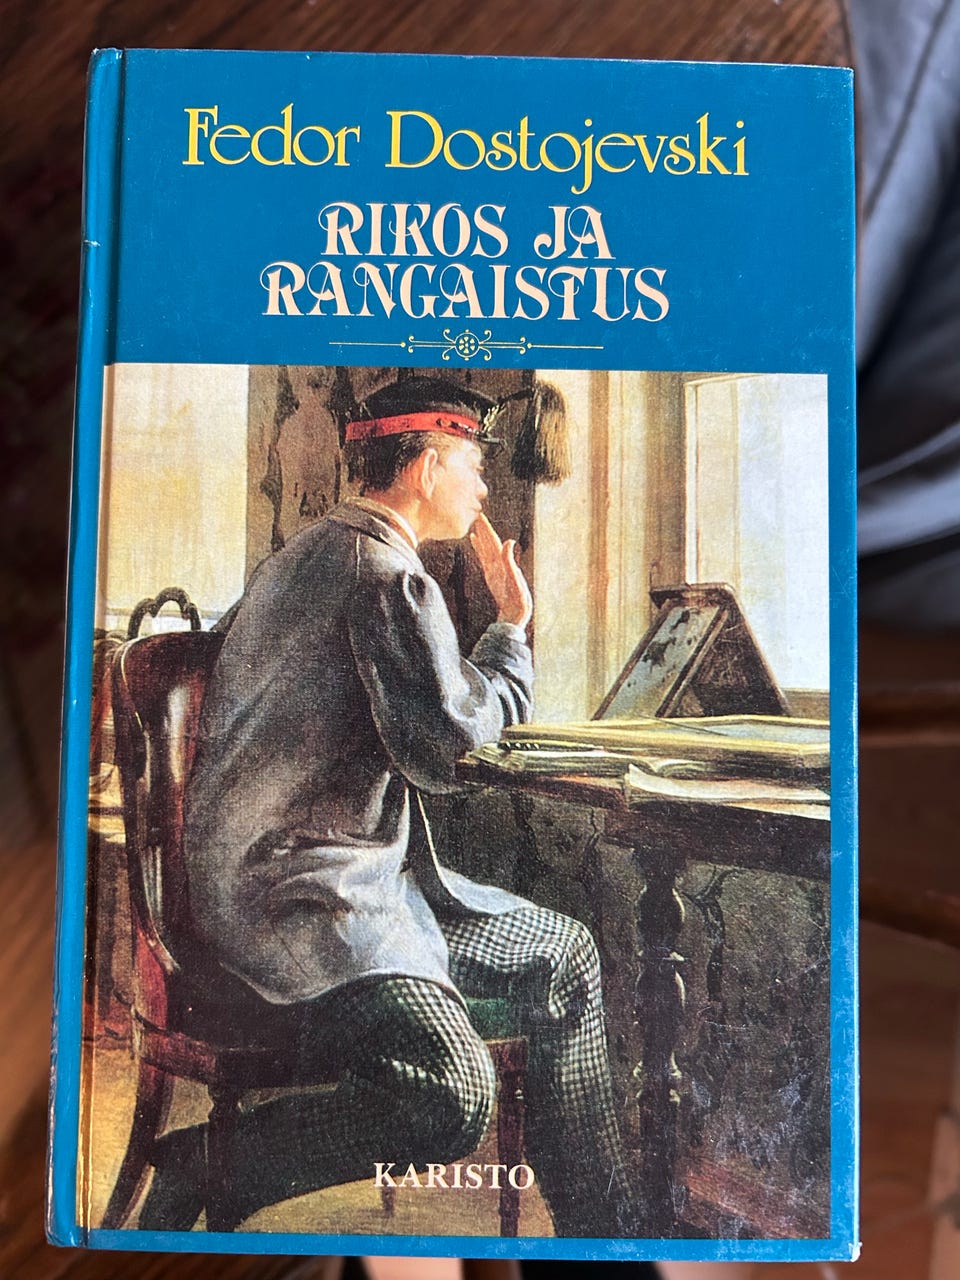 Fedor Dostojevski
RIKOS JA
RANGAISTUS
KARISTO